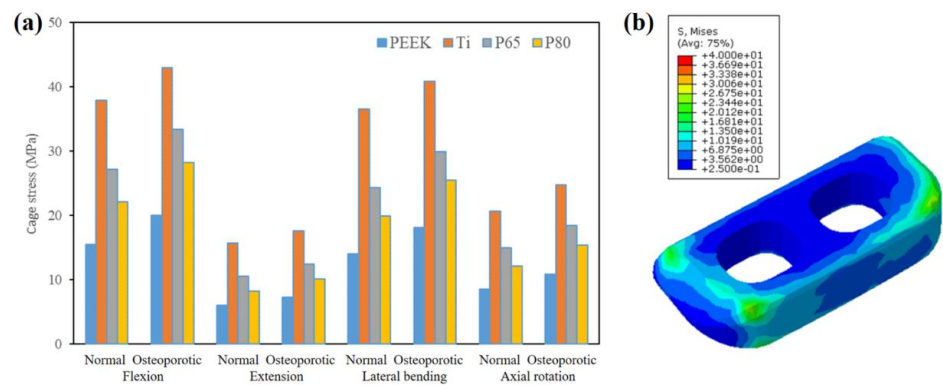 (a)
50
40
30
20
10
0
Cage stress (MPa)
PEEK Ti P65 P80
Normal Osteoporotic Normal Osteoporotic Normal Osteoporotic Normal Osteoporotic
Flexion Extension Lateral bending Axial rotation
(b)
S, Mises
(Avg: 75%)
+4.000e+01
+3.669e+01
+3.338e+01
+3.006e+01
+2.675e+01
+2.344e+01
+2.012e+01
+1.681e+01
+1.350e+01
+1.019e+01
+6.875e+00
+3.562e+00
+2.500e-01